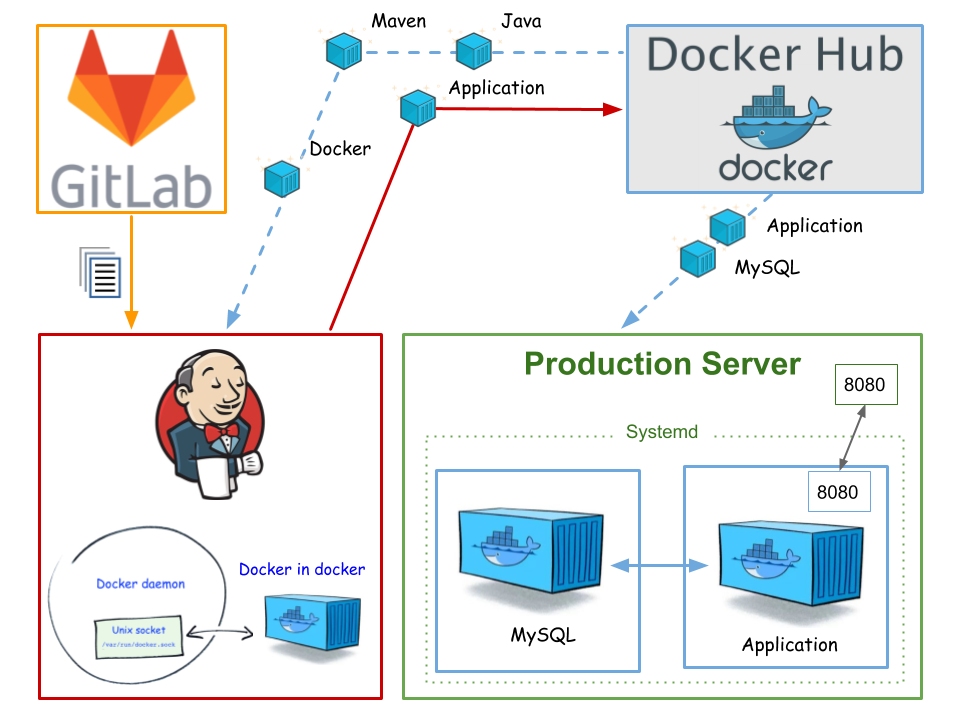 Maven
Java
GitLab
Docker Hub
docker
Application
Docker
Application
MySQL
Production Server
8080
Systemd
8080
MySQL
Application
Docker daemon
Docker in docker
Unix socket
/var/run/docker.sock